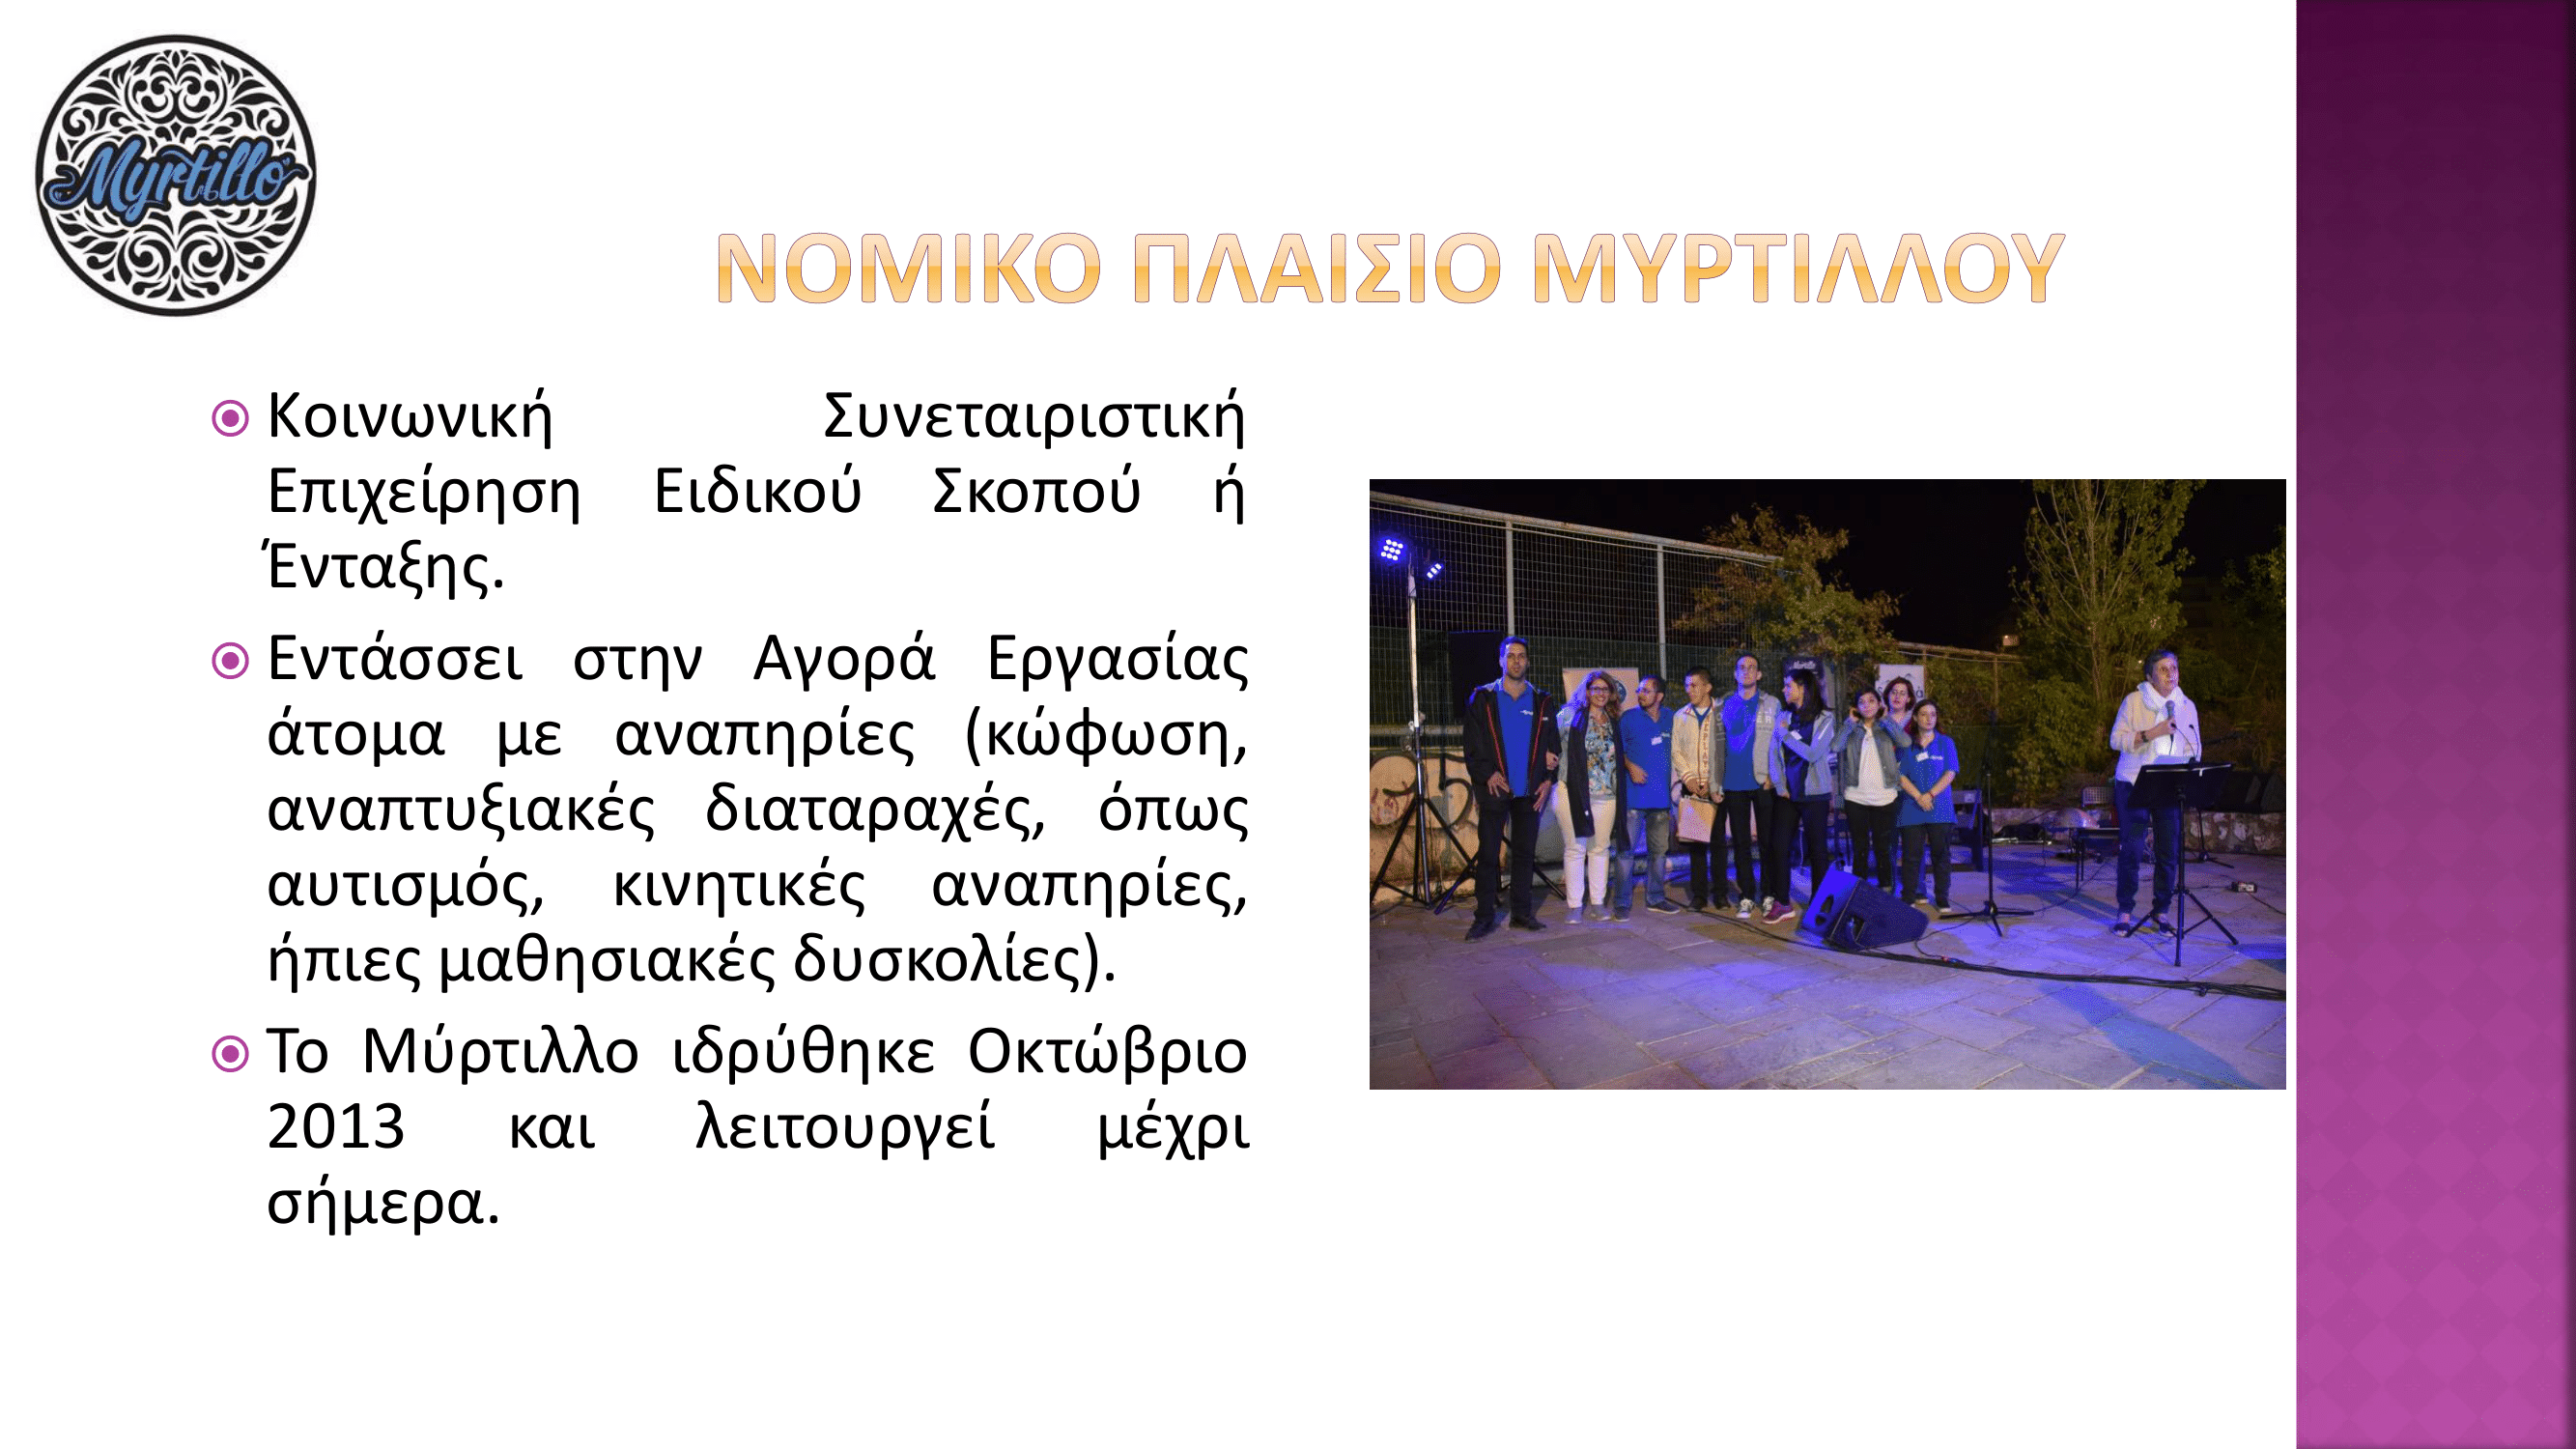 Myrtillo
ΝΟΜΙΚΟ ΠΛΑΙΣΙΟ ΜΥΡΤΙΛΛΟΥ
Κοινωνική Συνεταιριστική
Επιχείρηση Ειδικού Σκοπού ή
Ένταξης.
Εντάσσει στην Αγορά Εργασίας
άτομα με αναπηρίες (κώφωση,
αναπτυξιακές διαταραχές, όπως
αυτισμός, κινητικές αναπηρίες,
ήπιες μαθησιακές δυσκολίες).
Το Μύρτιλλο ιδρύθηκε Οκτώβριο
2013 και λειτουργεί μέχρι
σήμερα.